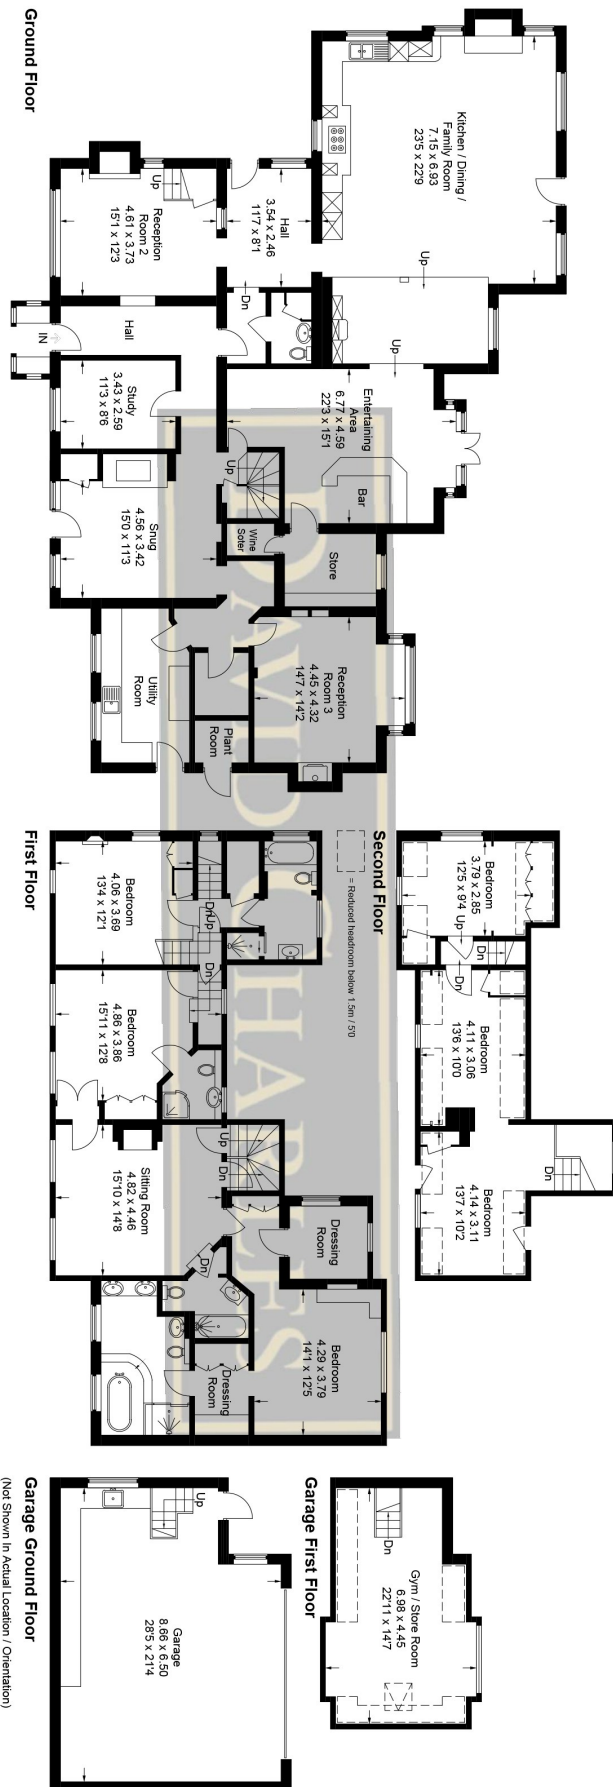 Ground Floor
Kitchen / Dining /
Family Room
7.15 x 6.93
23'5 x 22'9
Up
Up
Hall
3.54 x 2.46
11'7 x 8'1
Dn
Up
Reception
Room 2
4.61 x 3.73
15'1 x 12'3
Hall
IN
Study
3.43 x 2.59
11'3 x 8'6
Entertaining
Area
6.77 x 4.59
22'3 x 15'1
Bar
Up
Snug
4.56 x 3.42
15'0 x 11'3
Wine
Soter
Store
Reception
Room 3
4.45 x 4.32
14'7 x 14'2
Utility
Room
Plant
Room
First Floor
Bedroom
4.06 x 3.69
13'4 x 12'1
Dn
Up
Dn
Bedroom
4.86 x 3.86
15'11 x 12'8
Up
Dn
Sitting Room
4.82 x 4.46
15'10 x 14'8
Dn
Dressing
Room
Bedroom
4.29 x 3.79
14'1 x 12'5
Dressing
Room
Second Floor
= Reduced headroom below 1.5m / 5'0
Bedroom
3.79 x 2.85
12'5 x 9'4
Up
Dn
Dn
Bedroom
4.11 x 3.06
13'6 x 10'0
Bedroom
4.14 x 3.11
13'7 x 10'2
Dn
Garage First Floor
Gym / Store Room
6.98 x 4.45
22'11 x 14'7
Dn
Garage Ground Floor
(Not Shown In Actual Location / Orientation)
Up
Garage
8.66 x 6.50
28'5 x 21'4
DAVID CHARLES